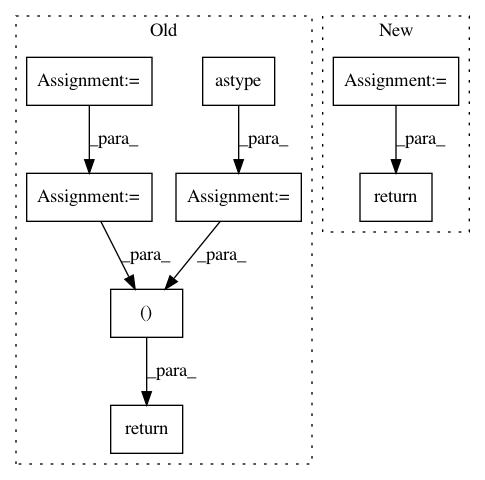 Old
New
Assignment:=
astype
Assignment:=
_para_
_para_
_para_
Assignment:=
Assignment:=
return
_para_
_para_
()
_para_
return